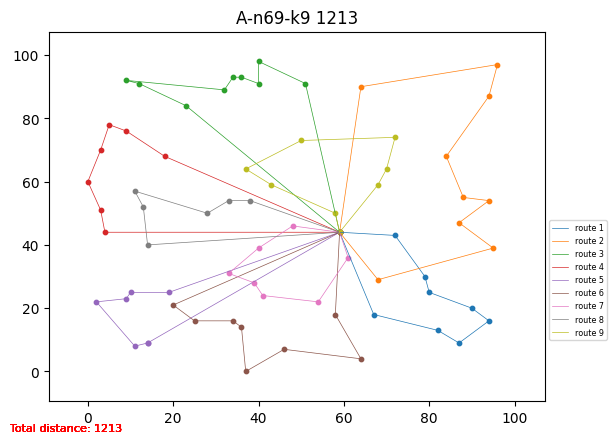 A-n69-k9 1213
100
80
60
40
20
0
0 20 40 60 80 100
route 1
route 2
route 3
route 4
route 5
route 6
route 7
route 8
route 9
Total distance: 1213